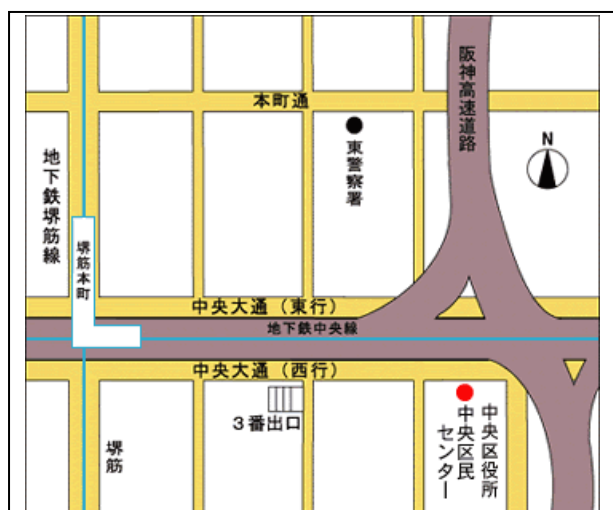 本町通
阪神高速道路
東警察署
N
地下鉄堺筋線
堺筋本町
中央大通（東行）
地下鉄中央線
中央大通（西行）
3番出口
堺筋
中央区役所
中央区民
センター